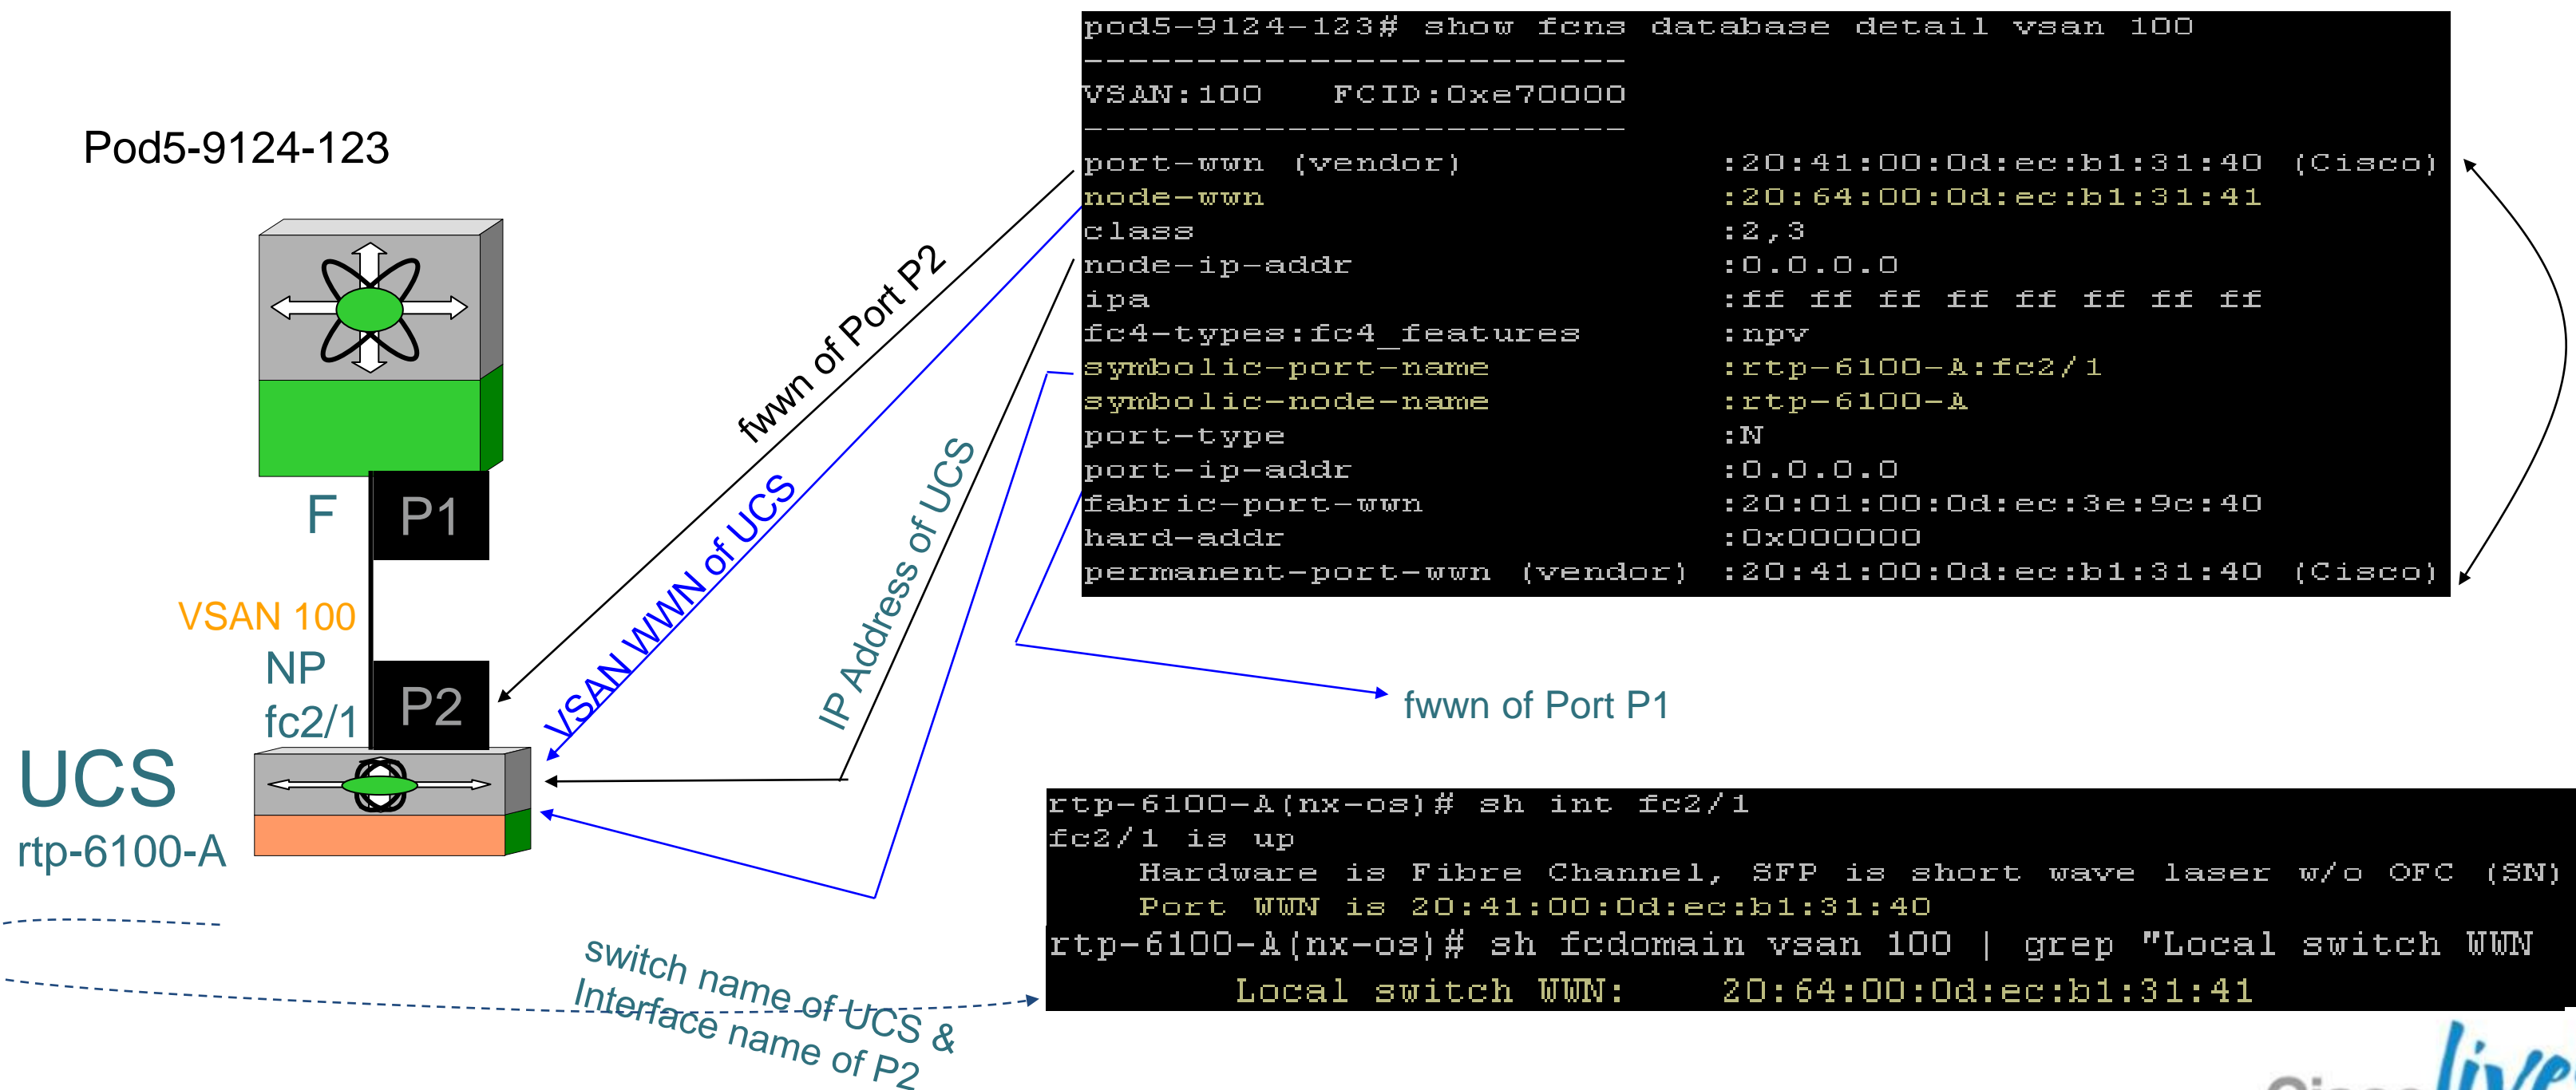 Pod5-9124-123
F
P1
VSAN 100
NP
fc2/1
P2
UCS
rtp-6100-A
fwwn of Port P2
VSAN WWN of UCS
IP Address of UCS
switch name of UCS &
Interface name of P2
fwwn of Port P1
pod5-9124-123# show fcns database detail vsan 100
------------------------
VSAN:100 FCID:0xe70000
------------------------
port-wwn (vendor) :20:41:00:0d:ec:b1:31:40 (Cisco)
node-wwn :20:64:00:0d:ec:b1:31:41
class :2,3
node-ip-addr :0.0.0.0
ipa :ff ff ff ff ff ff ff ff
fc4-types:fc4_features :npv
symbolic-port-name :rtp-6100-A:fc2/1
symbolic-node-name :rtp-6100-A
port-type :N
port-ip-addr :0.0.0.0
fabric-port-wwn :20:01:00:0d:ec:3e:9c:40
hard-addr :0x000000
permanent-port-wwn (vendor) :20:41:00:0d:ec:b1:31:40 (Cisco)
rtp-6100-A(nx-os)# sh int fc2/1
fc2/1 is up
Hardware is Fibre Channel, SFP is short wave laser w/o OFC (SN)
Port WWN is 20:41:00:0d:ec:b1:31:40
rtp-6100-A(nx-os)# sh fcdomain vsan 100 | grep "Local switch WWN
Local switch WWN: 20:64:00:0d:ec:b1:31:41
Cisco live